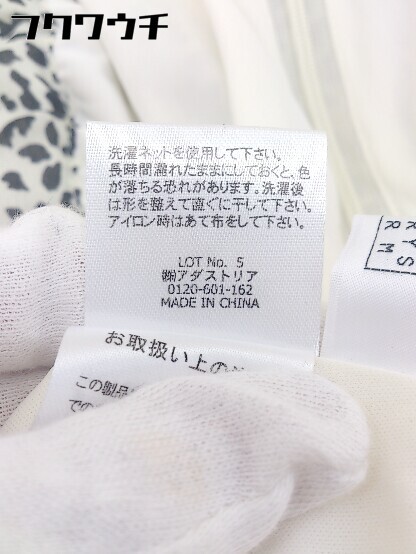 フクワウチ
洗濯ネットを使用して下さい。
長時間濡れたままにしておくと、色
が落ちる恐れがあります。洗濯後
は形を整えて直ぐに干して下さい。
アイロン時はあて布をして下さい。
LOT No. 5
㈱アダストリア
0120-601-162
MADE IN CHINA
お取扱い上の
この製品
での